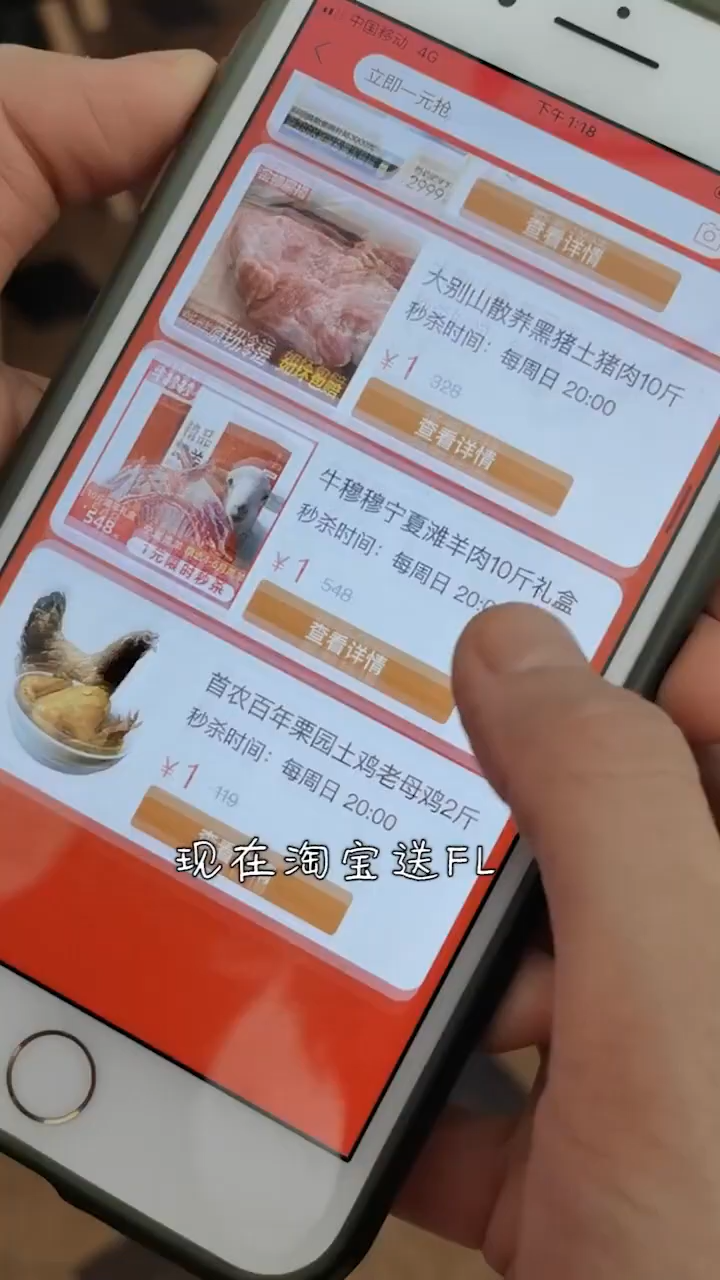 中国移动 4G
下午1:18
立即一元抢
2999
查看详情
大别山散养黑猪土猪肉10斤
秒杀时间：每周日 20:00
¥1 328
查看详情
牛穆穆宁夏滩羊肉10斤礼盒
秒杀时间：每周日 20:0
¥1 548
查看详情
548
1元限时秒杀
首农百年栗园土鸡老母鸡2斤
秒杀时间：每周日 20:00
¥1 119
现在淘宝送FL